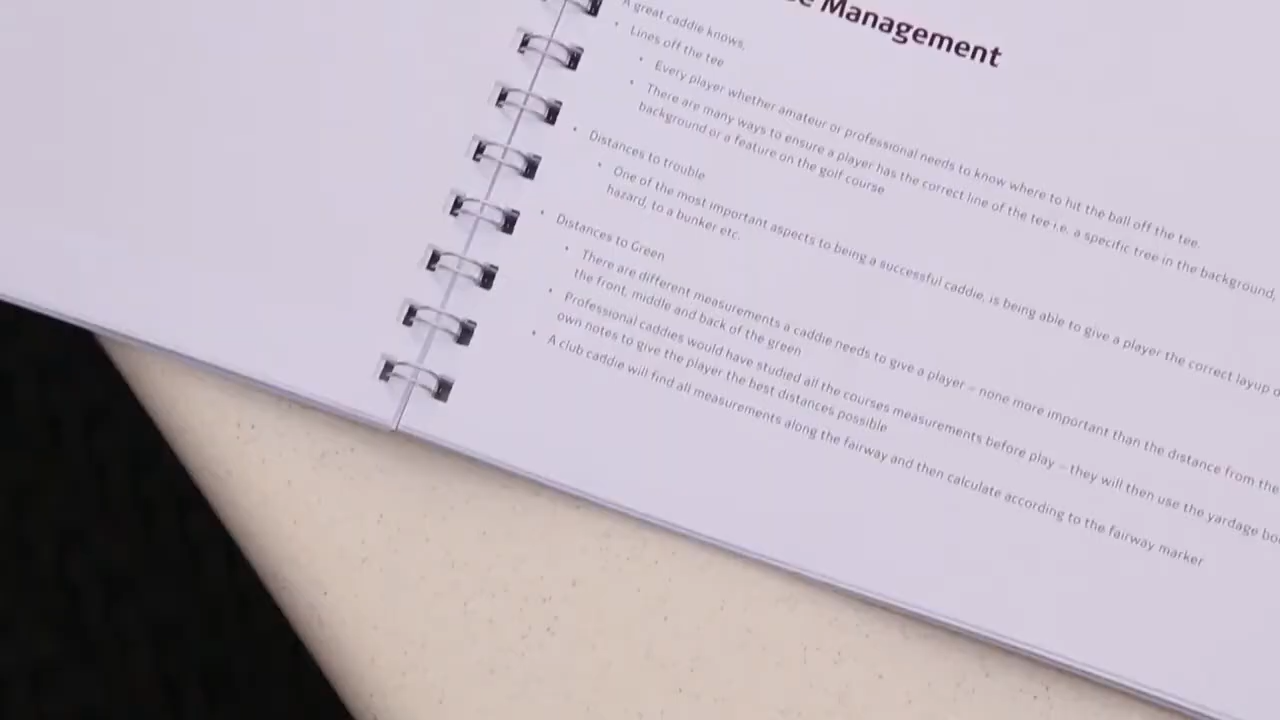 Management
A great caddie knows,
• Lines off the tee
• Every player whether amateur or professional needs to know where to hit the ball off the tee.
• There are many ways to ensure a player has the correct line of the tee i.e. a specific tree in the background,
background or a feature on the golf course
• Distances to trouble
• One of the most important aspects to being a successful caddie, is being able to give a player the correct layup
hazard, to a bunker etc.
• Distances to Green
• There are different measurements a caddie needs to give a player – none more important than the distance from the
the front, middle and back of the green
• Professional caddies would have studied all the courses measurements before play – they will then use the yardage
own notes to give the player the best distances possible
• A club caddie will find all measurements along the fairway and then calculate according to the fairway marker